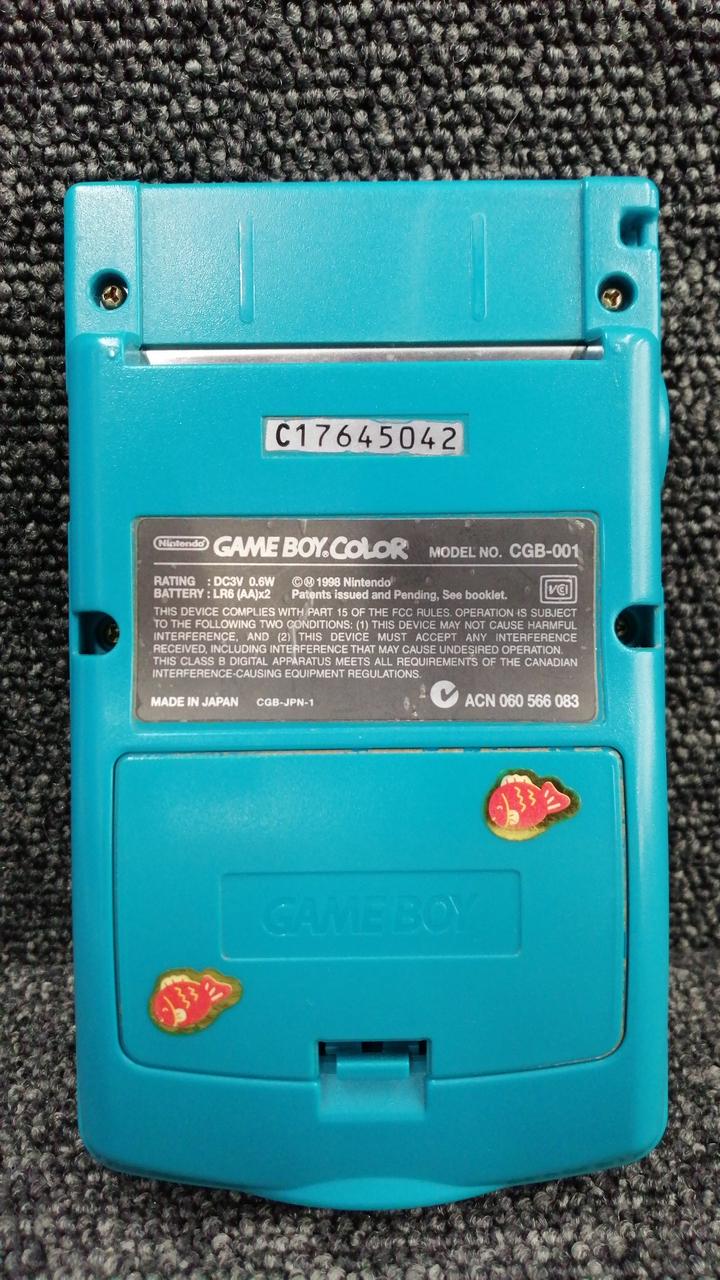 C17645042
Nintendo GAME BOY COLOR MODEL NO. CGB-001
RATING : DC3V 0.6W ©Ⓜ1998 Nintendo
BATTERY : LR6 (AA)x2 Patents issued and Pending, See booklet. VCI
THIS DEVICE COMPLIES WITH PART 15 OF THE FCC RULES. OPERATION IS SUBJECT
TO THE FOLLOWING TWO CONDITIONS: (1) THIS DEVICE MAY NOT CAUSE HARMFUL
INTERFERENCE, AND (2) THIS DEVICE MUST ACCEPT ANY INTERFERENCE
RECEIVED, INCLUDING INTERFERENCE THAT MAY CAUSE UNDESIRED OPERATION.
THIS CLASS B DIGITAL APPARATUS MEETS ALL REQUIREMENTS OF THE CANADIAN
INTERFERENCE-CAUSING EQUIPMENT REGULATIONS.
MADE IN JAPAN CGB-JPN-1 ACN 060 566 083
GAME BOY